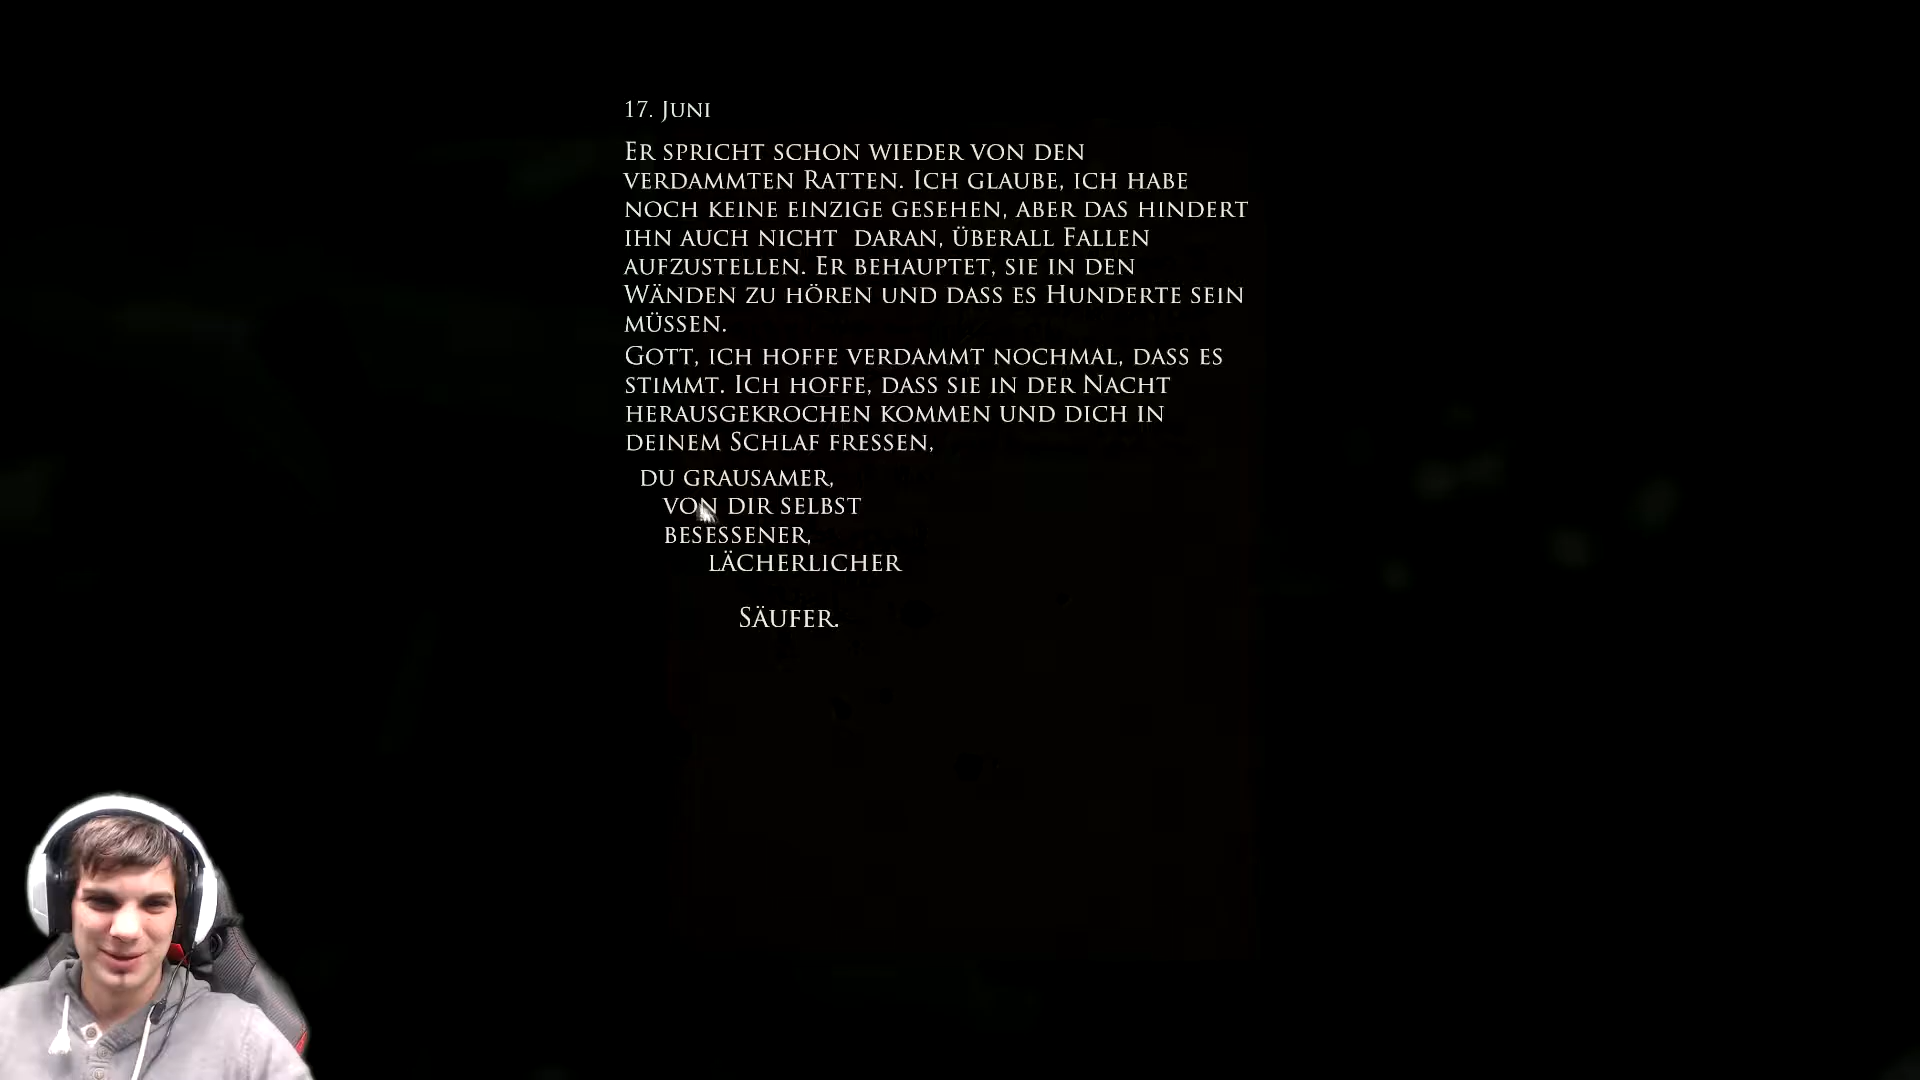 17. Juni
Er spricht schon wieder von den
verdammten Ratten. Ich glaube, ich habe
noch keine einzige gesehen, aber das hindert
ihn auch nicht  daran, überall Fallen
aufzustellen. Er behauptet, sie in den
Wänden zu hören und dass es Hunderte sein
müssen.
Gott, ich hoffe verdammt nochmal, dass es
stimmt. Ich hoffe, dass sie in der Nacht
herausgekrochen kommen und dich in
deinem Schlaf fressen,
du grausamer,
von dir selbst
besessener,
lächerlicher
Säufer.